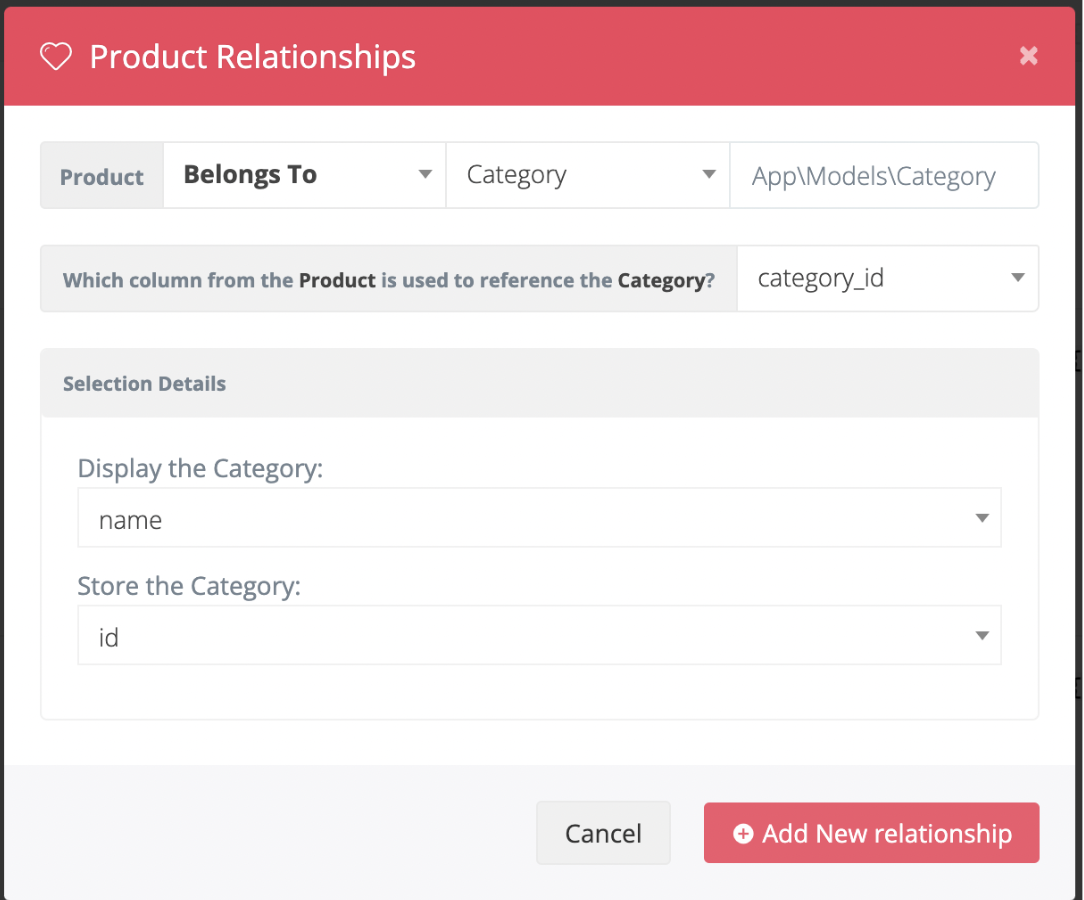 Product Relationships
Product Belongs To Category App\Models\Category
Which column from the Product is used to reference the Category? category_id
Selection Details
Display the Category:
name
Store the Category:
id
Cancel Add New relationship